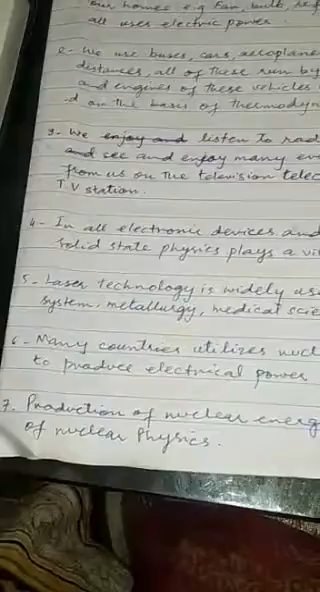 our homes e.g Fan, bulb,
all uses electric power.
2- We use buses, cars, aeroplane
distances, all of these run by
and engines of these vehicles
d on the basis of thermody
3- We enjoy and listen to rad
and see and enjoy many ev
from us on the television telec
T.V station.
4- In all electronic devices and
solid state physics plays a vi
5- Laser technology is widely us
system, metallurgy, medical scie
6- Many countries utilizes nucl
to produce electrical power
7. Production of nuclear energ
of nuclear Physics.